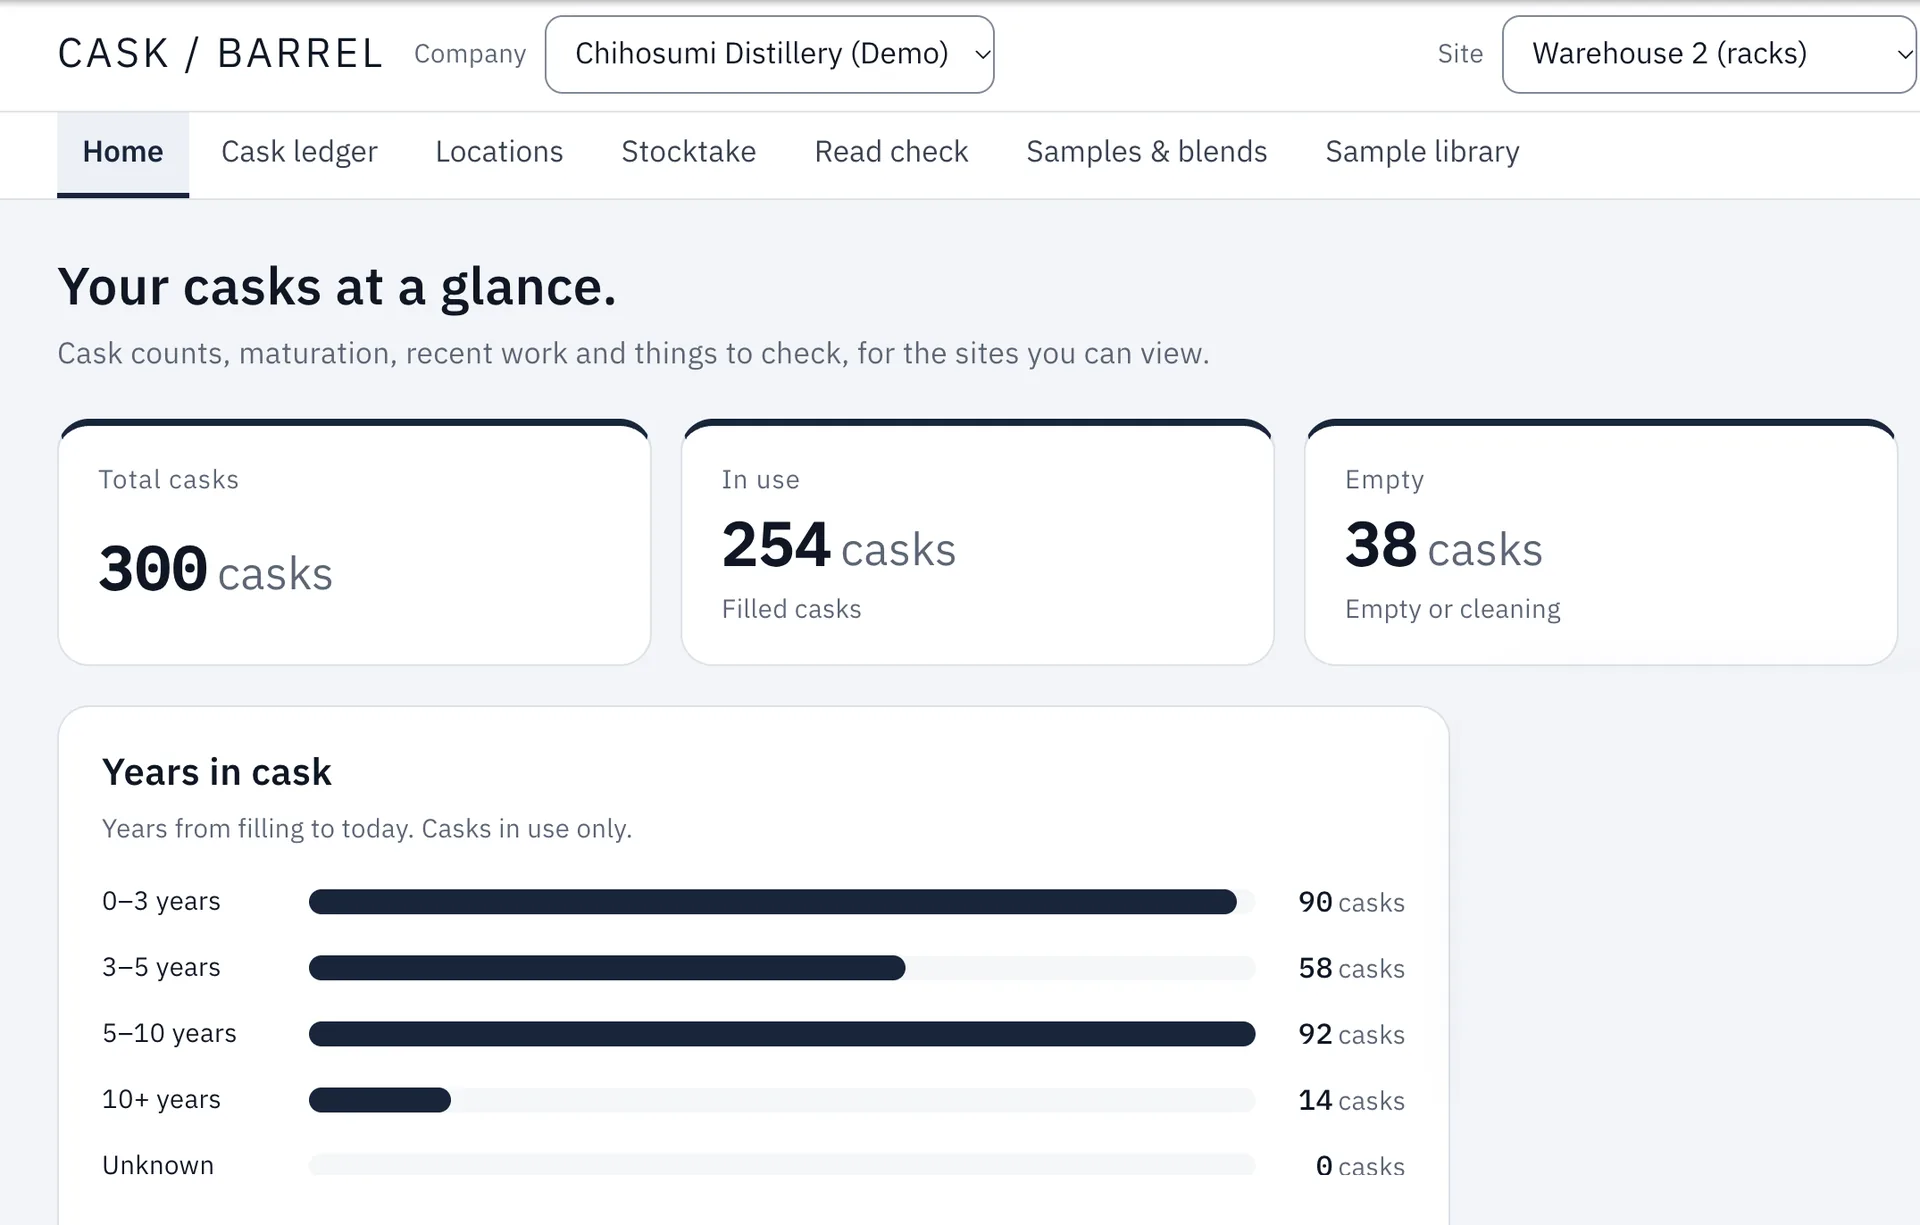 CASK / BARREL Company Chihosumi Distillery (Demo) Site Warehouse 2 (racks)
Home Cask ledger Locations Stocktake Read check Samples & blends Sample library
Your casks at a glance.
Cask counts, maturation, recent work and things to check, for the sites you can view.
Total casks
300 casks
In use
254 casks
Filled casks
Empty
38 casks
Empty or cleaning
Years in cask
Years from filling to today. Casks in use only.
0–3 years 90 casks
3–5 years 58 casks
5–10 years 92 casks
10+ years 14 casks
Unknown 0 casks